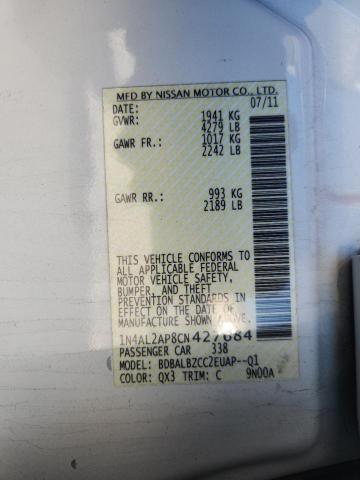 MFD BY NISSAN MOTOR CO., LTD.
DATE: 07/11
GVWR: 1941 KG
4279 LB
GAWR FR.: 1017 KG
2242 LB
GAWR RR.: 993 KG
2189 LB
THIS VEHICLE CONFORMS TO
ALL APPLICABLE FEDERAL
MOTOR VEHICLE SAFETY,
BUMPER, AND THEFT
PREVENTION STANDARDS IN
EFFECT ON THE DATE OF
MANUFACTURE SHOWN ABOVE.
1N4AL2AP8CN427684
PASSENGER CAR 338
MODEL: BDBALBZCC2EUAP--Q1
COLOR: QX3 TRIM: C 9N00A